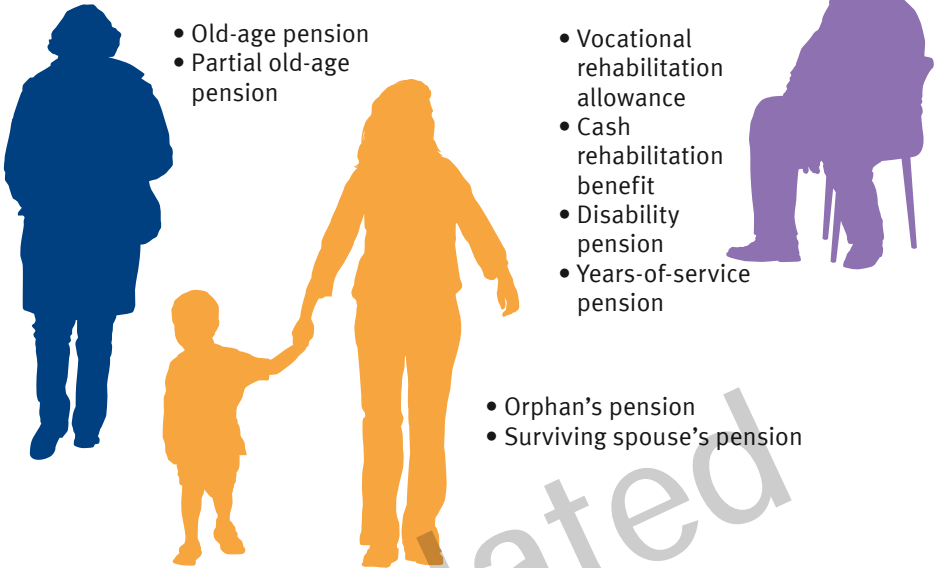 • Old-age pension
• Partial old-age
pension
• Vocational
rehabilitation
allowance
• Cash
rehabilitation
benefit
• Disability
pension
• Years-of-service
pension
• Orphan’s pension
• Surviving spouse’s pension